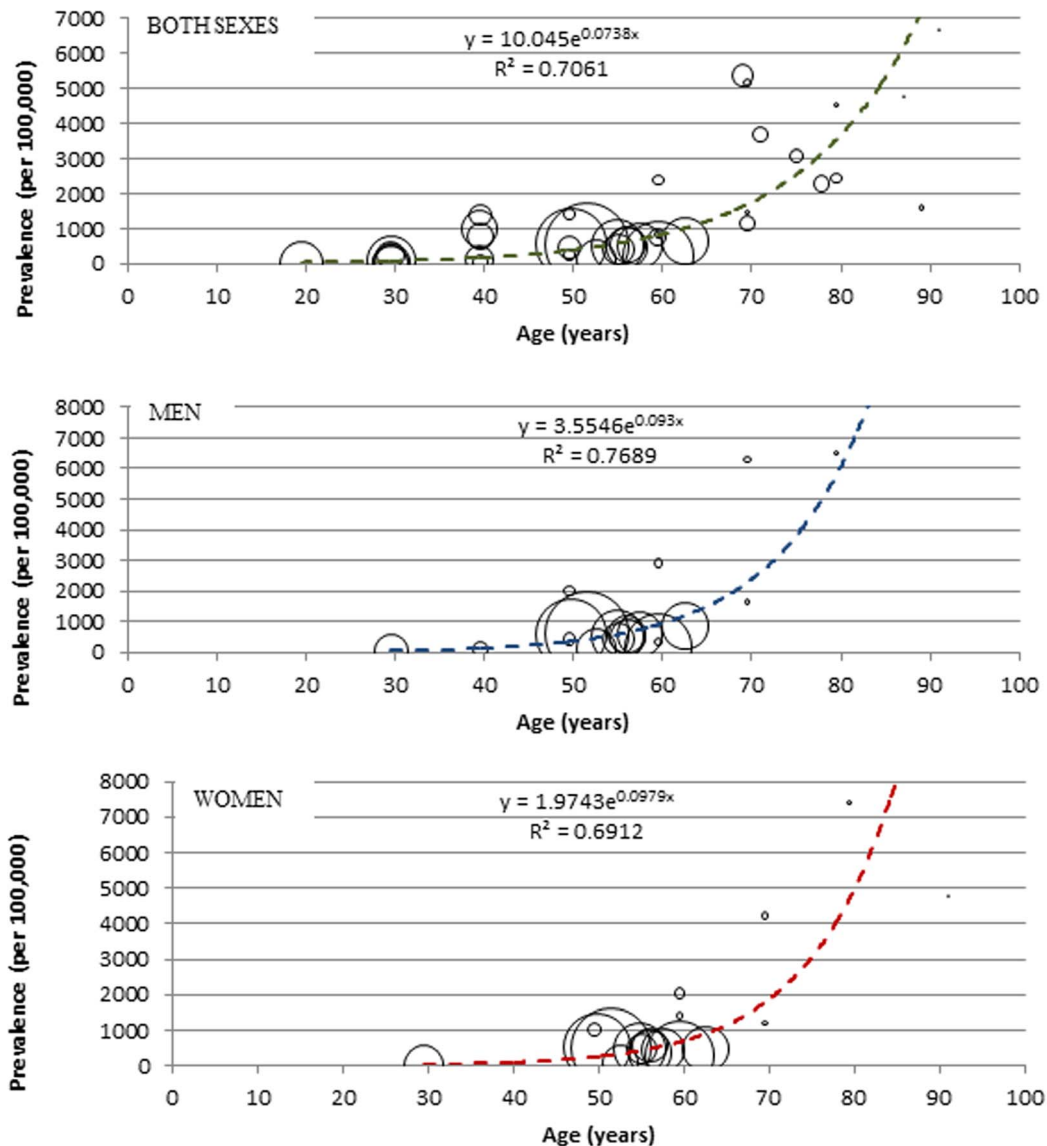 BOTH SEXES
y = 10.045e^0.0738x
R² = 0.7061
Prevalence (per 100,000)
7000
6000
5000
4000
3000
2000
1000
0
0 10 20 30 40 50 60 70 80 90 100
Age (years)
MEN
y = 3.5546e^0.093x
R² = 0.7689
Prevalence (per 100,000)
8000
7000
6000
5000
4000
3000
2000
1000
0
0 10 20 30 40 50 60 70 80 90 100
Age (years)
WOMEN
y = 1.9743e^0.0979x
R² = 0.6912
Prevalence (per 100,000)
8000
7000
6000
5000
4000
3000
2000
1000
0
0 10 20 30 40 50 60 70 80 90 100
Age (years)